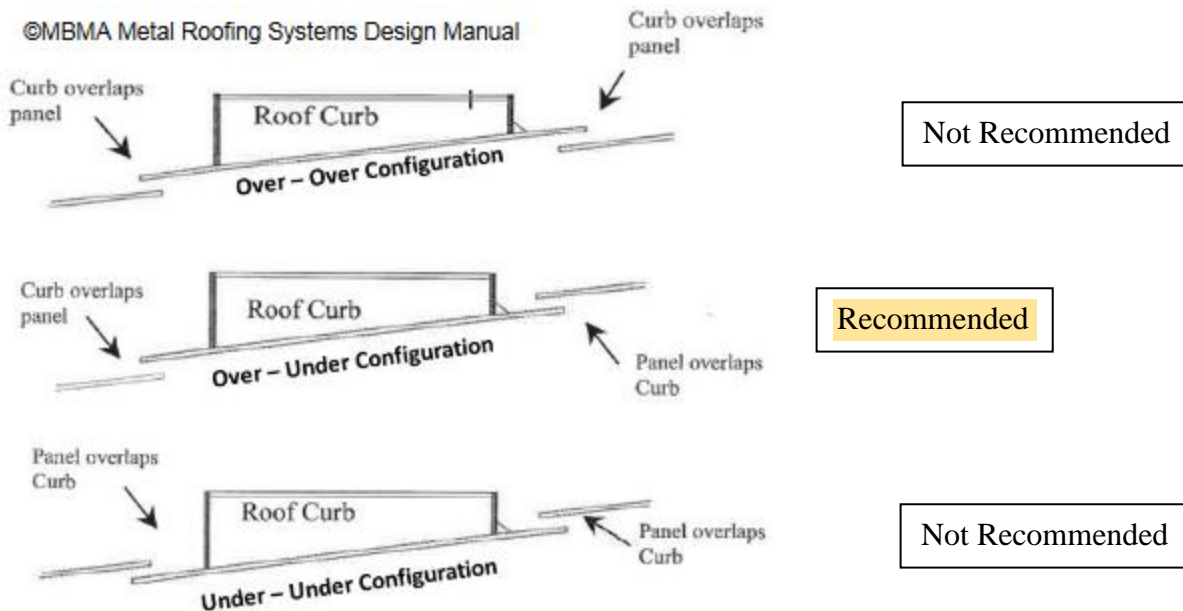 ©MBMA Metal Roofing Systems Design Manual
Curb overlaps
panel
Curb overlaps
panel
Roof Curb
Over – Over Configuration
Not Recommended
Curb overlaps
panel
Roof Curb
Over – Under Configuration
Panel overlaps
Curb
Recommended
Panel overlaps
Curb
Roof Curb
Under – Under Configuration
Panel overlaps
Curb
Not Recommended